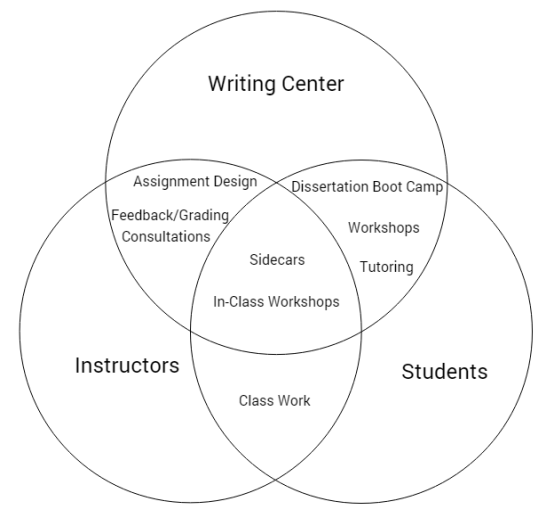 Writing Center
Assignment Design
Dissertation Boot Camp
Feedback/Grading
Consultations
Workshops
Sidecars
Tutoring
In-Class Workshops
Instructors
Students
Class Work